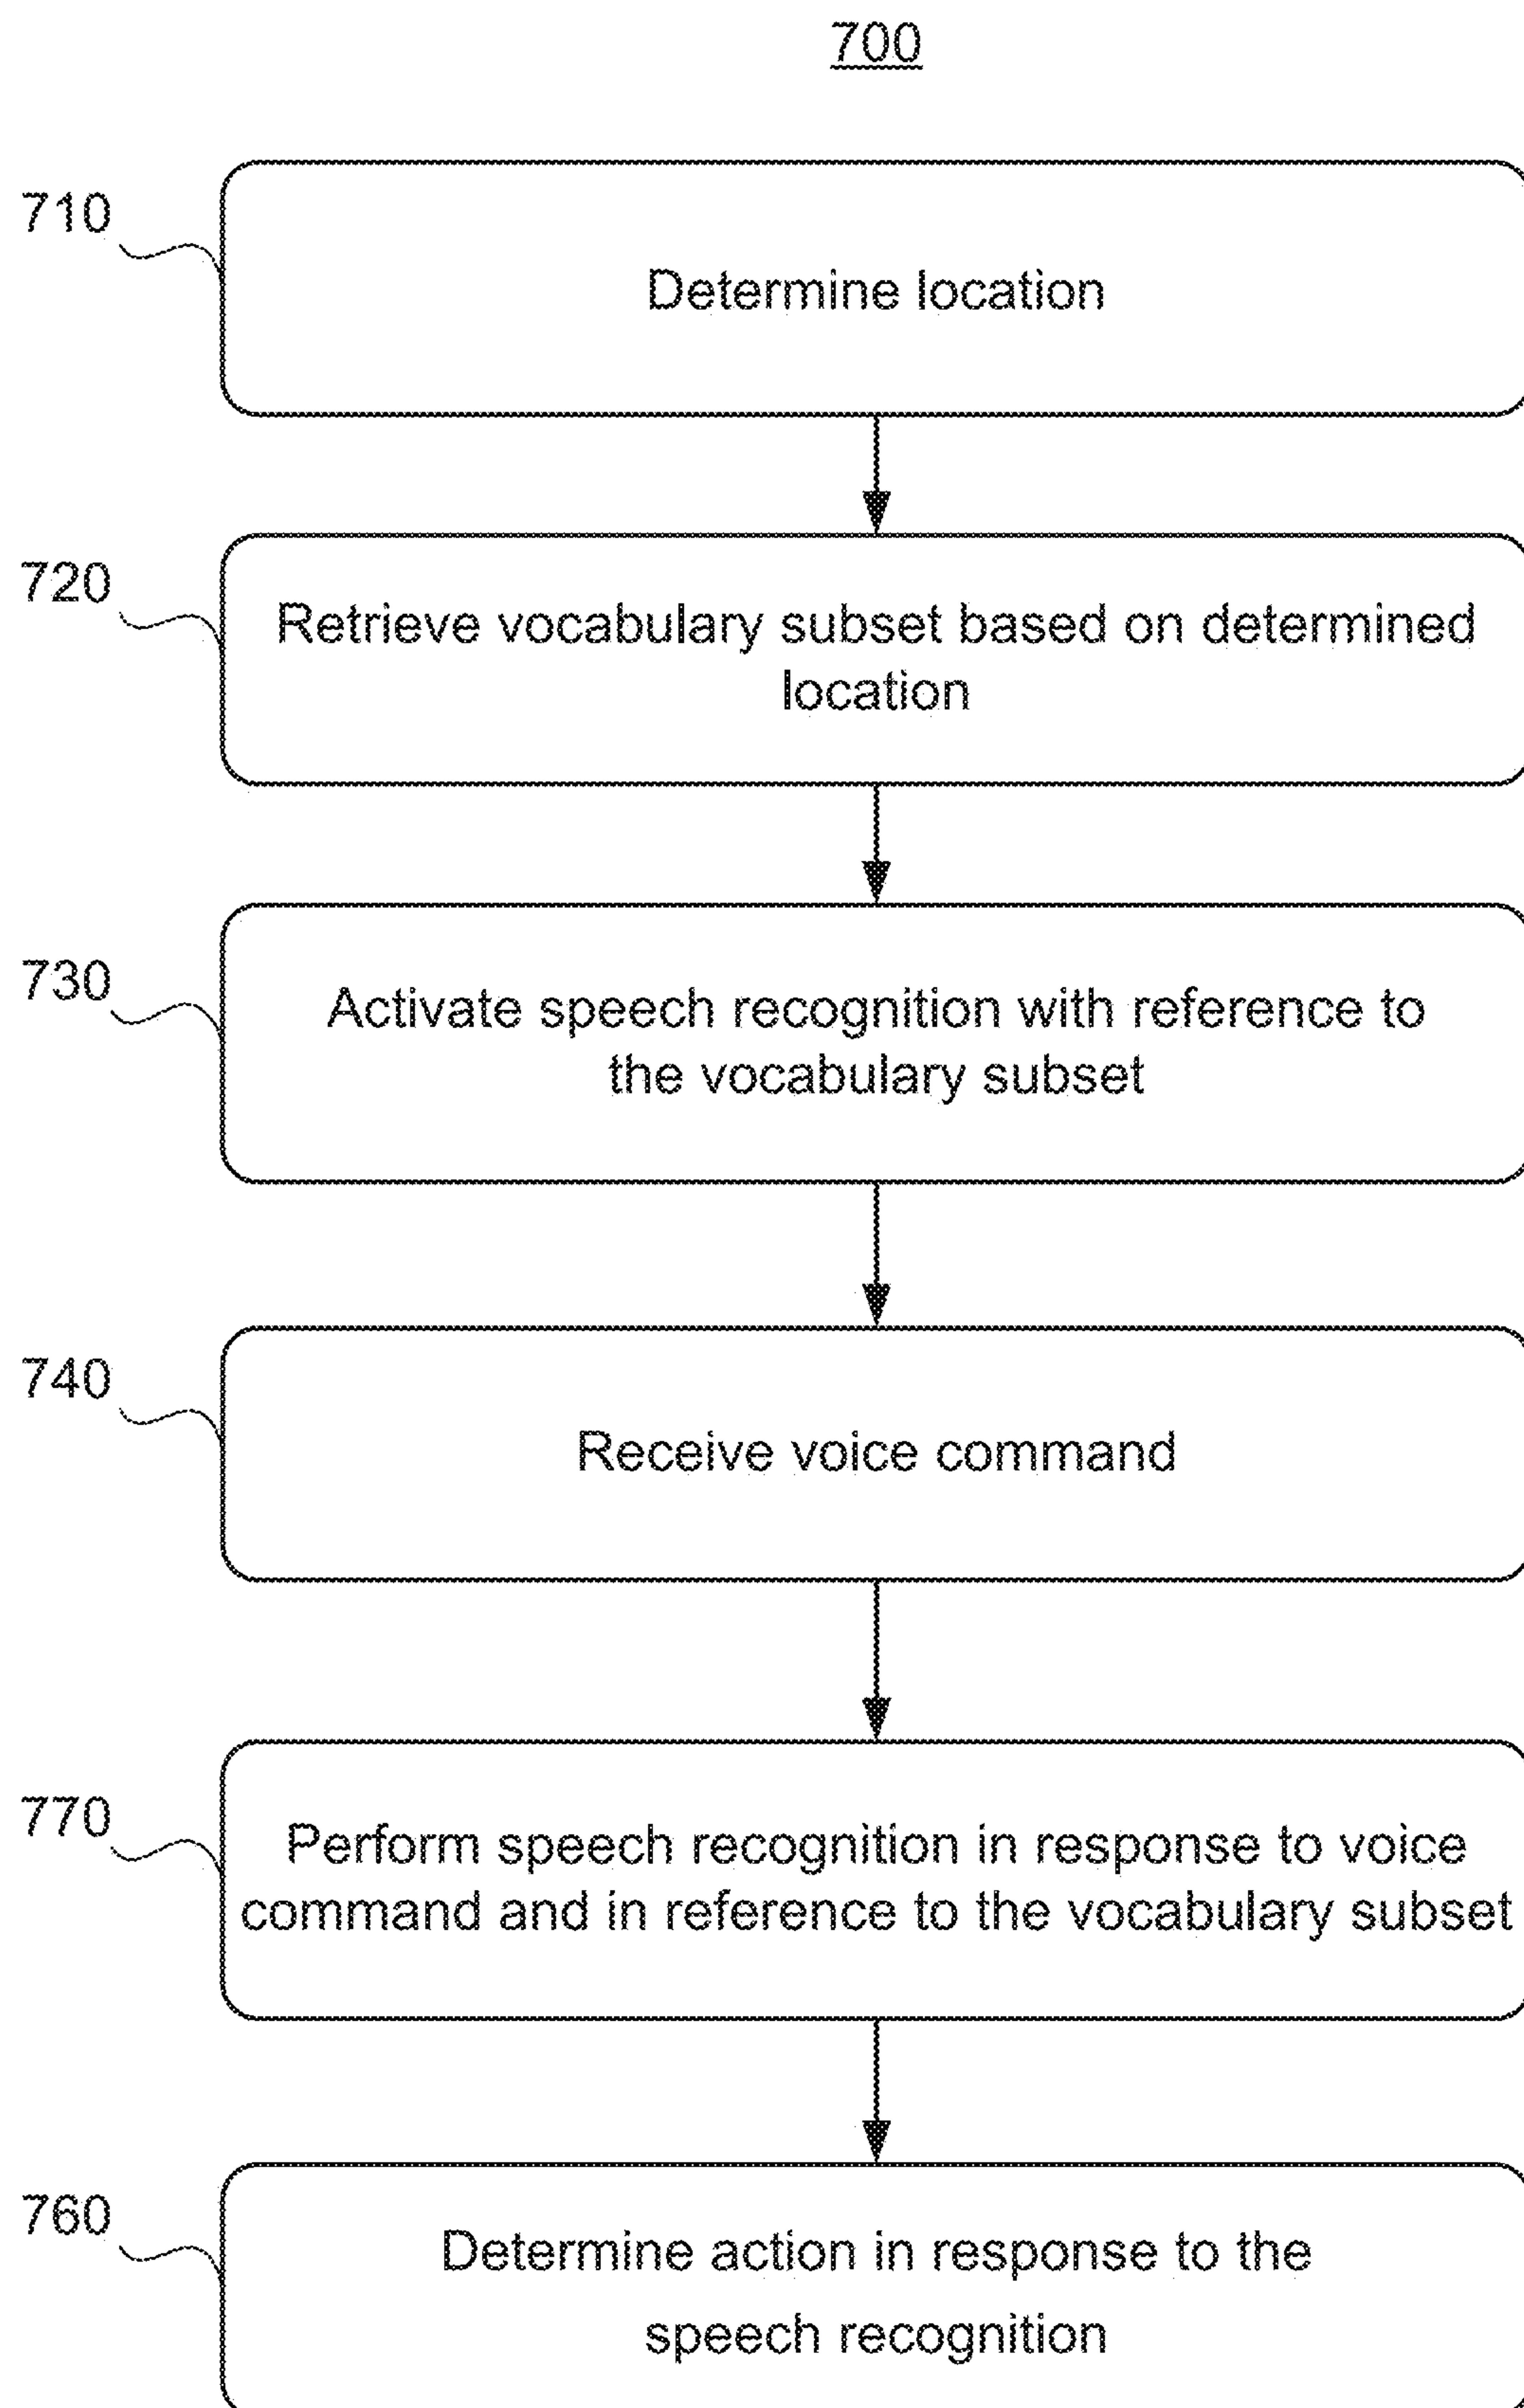 700
710
Determine location
720
Retrieve vocabulary subset based on determined
location
730
Activate speech recognition with reference to
the vocabulary subset
740
Receive voice command
770
Perform speech recognition in response to voice
command and in reference to the vocabulary subset
760
Determine action in response to the
speech recognition